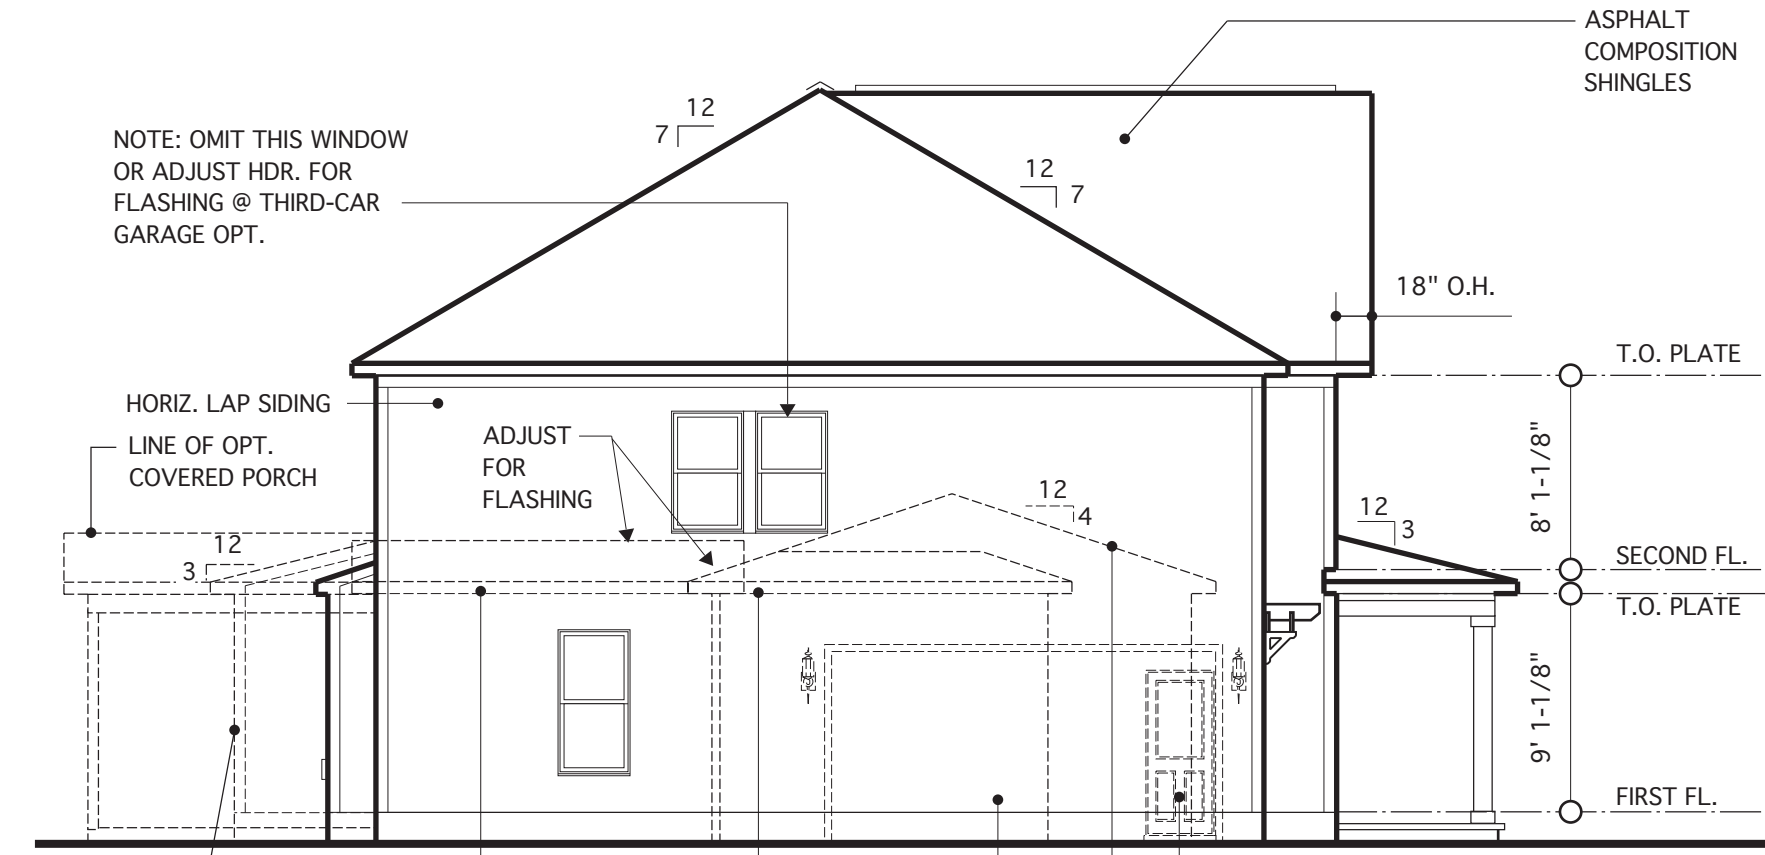 ASPHALT
COMPOSITION
SHINGLES
12
7
NOTE: OMIT THIS WINDOW
OR ADJUST HDR. FOR
FLASHING @ THIRD-CAR
GARAGE OPT.
12
7
18" O.H.
T.O. PLATE
HORIZ. LAP SIDING
LINE OF OPT.
COVERED PORCH
ADJUST
FOR
FLASHING
8' 1-1/8"
12
4
12
3
12
3
SECOND FL.
T.O. PLATE
9' 1-1/8"
FIRST FL.